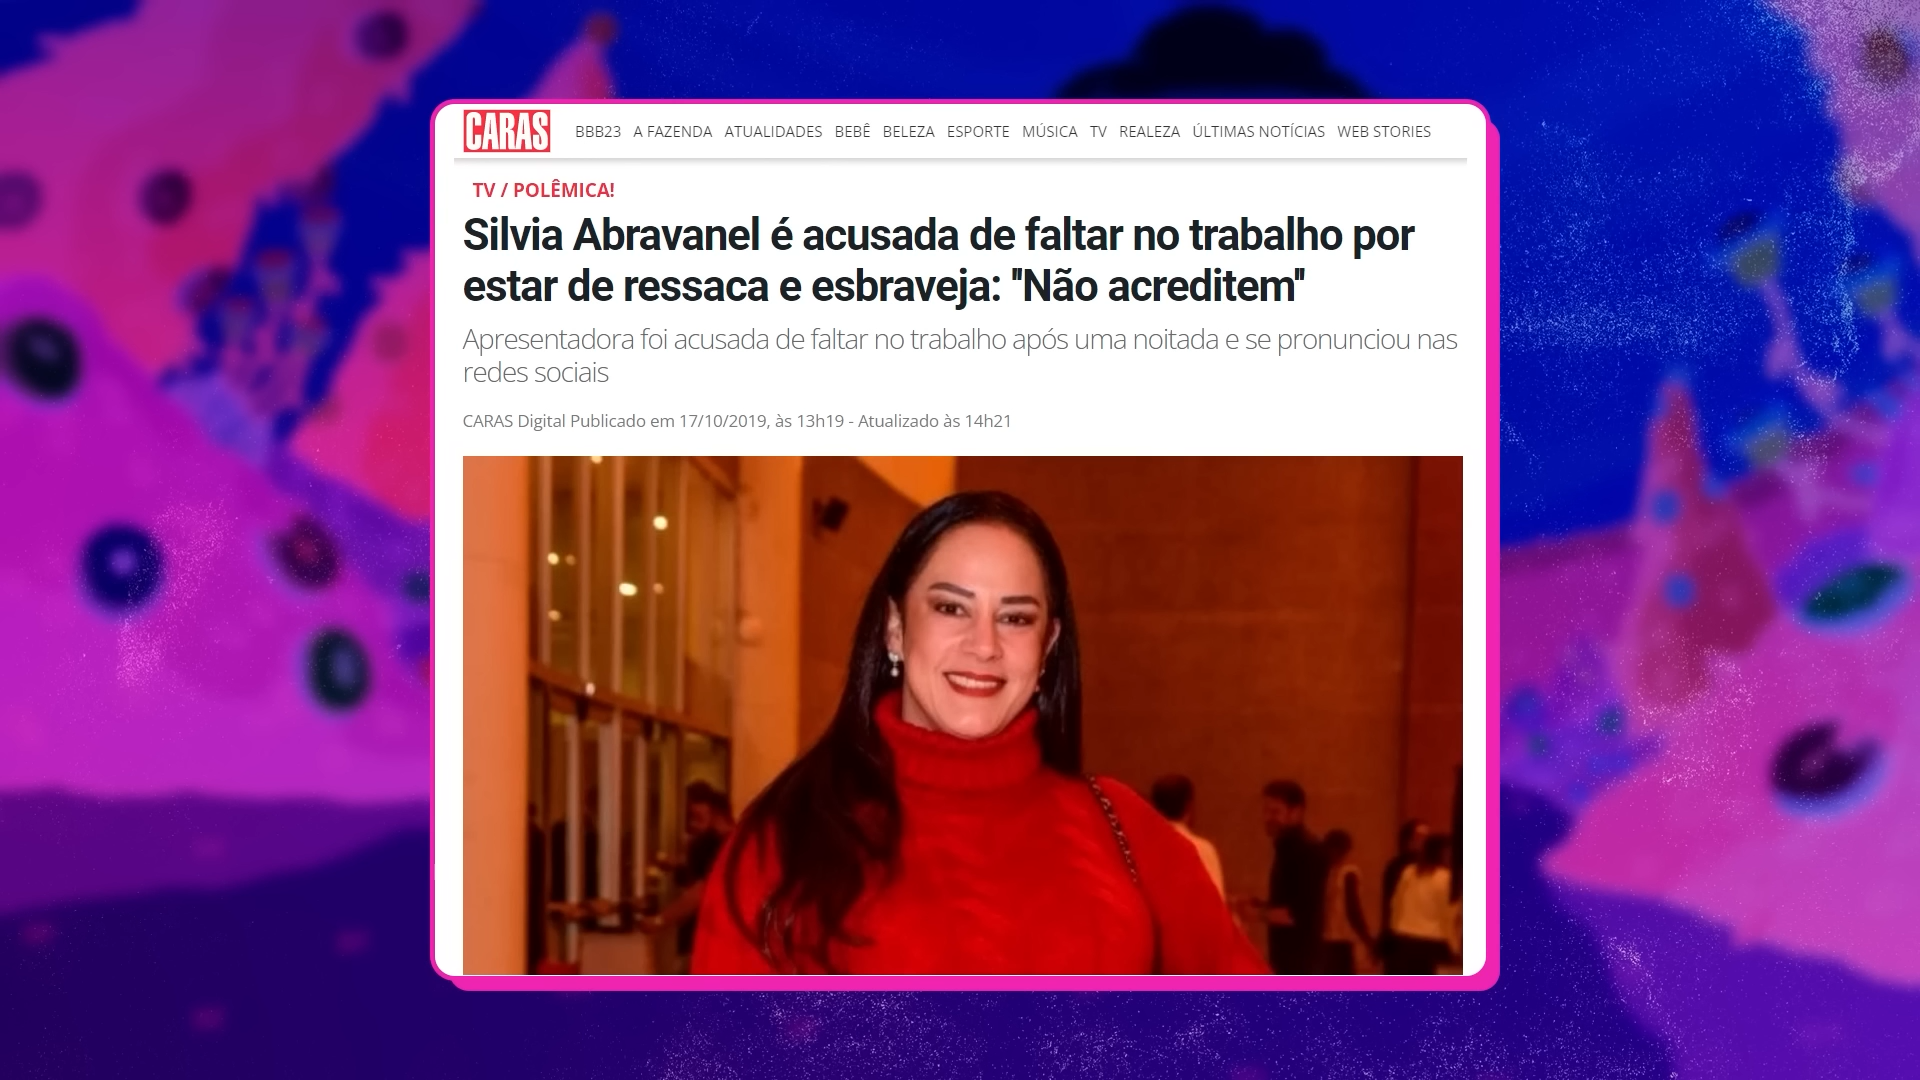 CARAS
BBB23 A FAZENDA ATUALIDADES BEBÊ BELEZA ESPORTE MÚSICA TV REALEZA ÚLTIMAS NOTÍCIAS WEB STORIES
TV / POLÊMICA!
Silvia Abravanel é acusada de faltar no trabalho por
estar de ressaca e esbraveja: "Não acreditem"
Apresentadora foi acusada de faltar no trabalho após uma noitada e se pronunciou nas
redes sociais
CARAS Digital Publicado em 17/10/2019, às 13h19 - Atualizado às 14h21